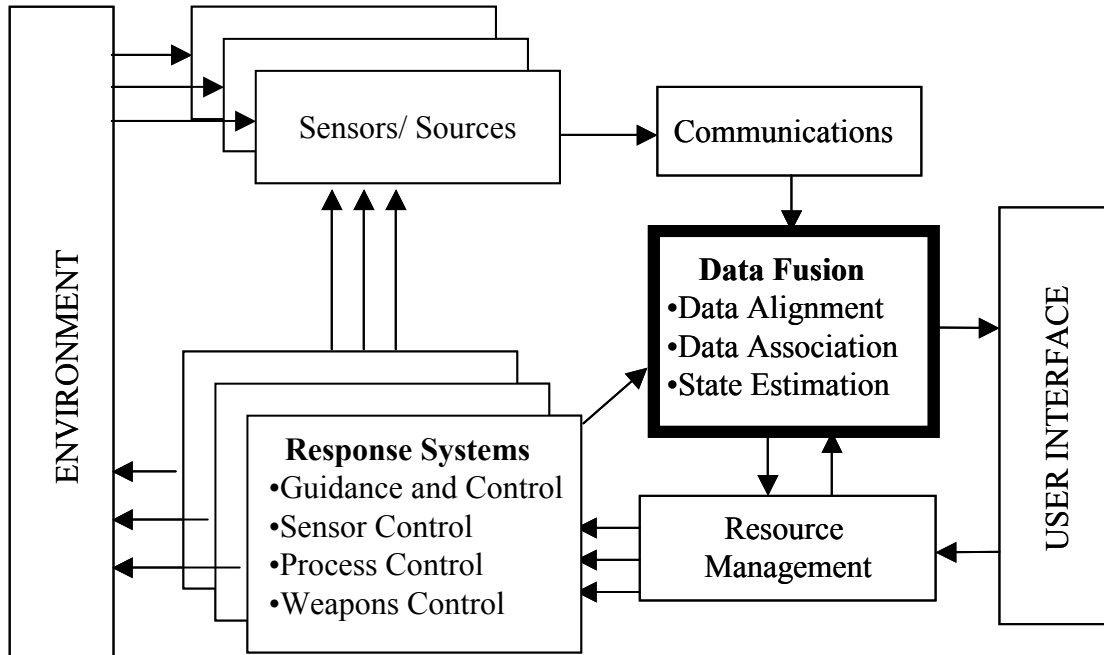 ENVIRONMENT
Sensors/ Sources
Communications
Data Fusion
•Data Alignment
•Data Association
•State Estimation
USER INTERFACE
Response Systems
•Guidance and Control
•Sensor Control
•Process Control
•Weapons Control
Resource
Management